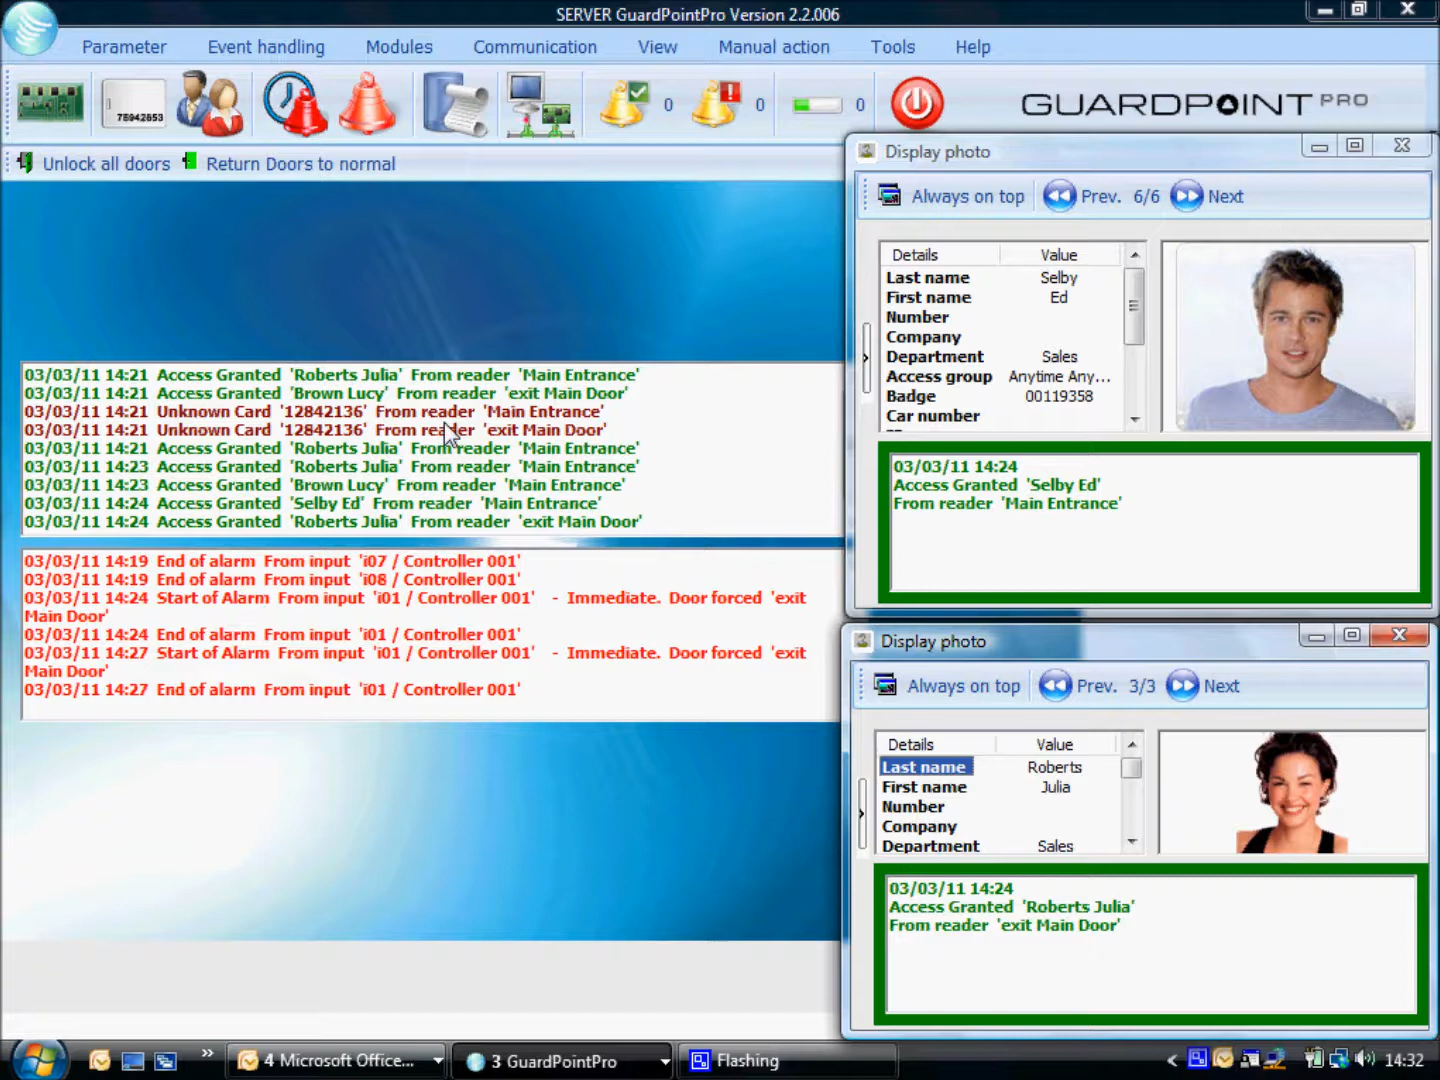 SERVER GuardPointPro Version 2.2.006
Parameter Event handling Modules Communication View Manual action Tools Help
75942653
0 0 0
GUARDPOINT PRO
Unlock all doors Return Doors to normal
03/03/11 14:21 Access Granted 'Roberts Julia' From reader 'Main Entrance'
03/03/11 14:21 Access Granted 'Brown Lucy' From reader 'exit Main Door'
03/03/11 14:21 Unknown Card '12842136' From reader 'Main Entrance'
03/03/11 14:21 Unknown Card '12842136' From reader 'exit Main Door'
03/03/11 14:21 Access Granted 'Roberts Julia' From reader 'Main Entrance'
03/03/11 14:23 Access Granted 'Roberts Julia' From reader 'Main Entrance'
03/03/11 14:23 Access Granted 'Brown Lucy' From reader 'Main Entrance'
03/03/11 14:24 Access Granted 'Selby Ed' From reader 'Main Entrance'
03/03/11 14:24 Access Granted 'Roberts Julia' From reader 'exit Main Door'
03/03/11 14:19 End of alarm From input 'i07 / Controller 001'
03/03/11 14:19 End of alarm From input 'i08 / Controller 001'
03/03/11 14:24 Start of Alarm From input 'i01 / Controller 001' - Immediate. Door forced 'exit
Main Door'
03/03/11 14:24 End of alarm From input 'i01 / Controller 001'
03/03/11 14:27 Start of Alarm From input 'i01 / Controller 001' - Immediate. Door forced 'exit
Main Door'
03/03/11 14:27 End of alarm From input 'i01 / Controller 001'
Display photo
Always on top Prev. 6/6 Next
Details Value
Last name Selby
First name Ed
Number
Company
Department Sales
Access group Anytime Any...
Badge 00119358
Car number
03/03/11 14:24
Access Granted 'Selby Ed'
From reader 'Main Entrance'
Display photo
Always on top Prev. 3/3 Next
Details Value
Last name Roberts
First name Julia
Number
Company
Department Sales
03/03/11 14:24
Access Granted 'Roberts Julia'
From reader 'exit Main Door'
4 Microsoft Office... 3 GuardPointPro Flashing 14:32